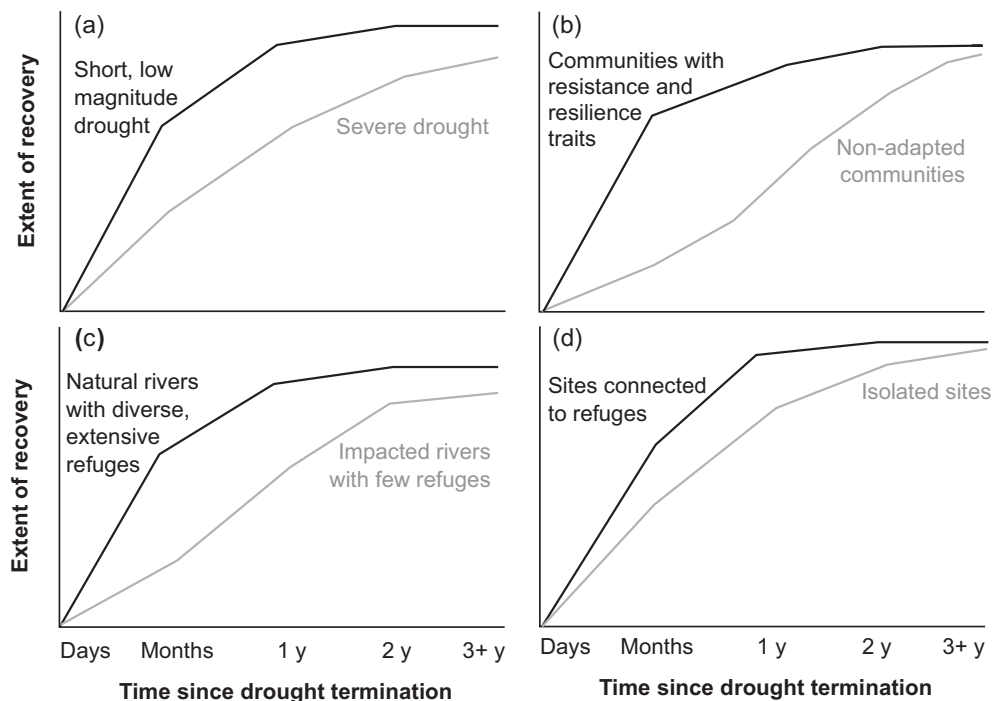 (a)
Short, low
magnitude
drought
Severe drought
Extent of recovery
(b)
Communities with
resistance and
resilience
traits
Non-adapted
communities
(c)
Natural rivers
with diverse,
extensive
refuges
Impacted rivers
with few refuges
Extent of recovery
(d)
Sites connected
to refuges
Isolated sites
Days Months 1 y 2 y 3+ y
Time since drought termination
Days Months 1 y 2 y 3+ y
Time since drought termination